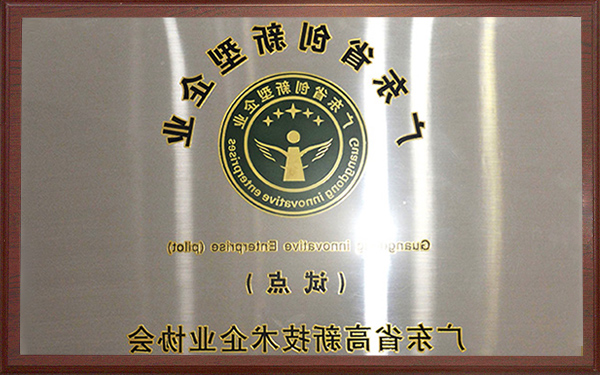 广东省创新型企业
广东省创新型企业
Guangdong innovative enterprises
Guangdong Innovative Enterprise (pilot)
(试点)
广东省高新技术企业协会